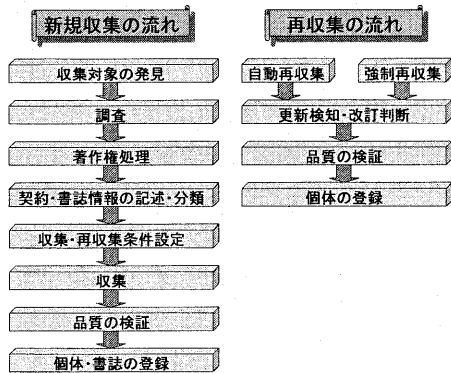 新規収集の流れ
収集対象の発見
調査
著作権処理
契約・書誌情報の記述・分類
収集・再収集条件設定
収集
品質の検証
個体・書誌の登録
再収集の流れ
自動再収集
強制再収集
更新検知・改訂判断
品質の検証
個体の登録